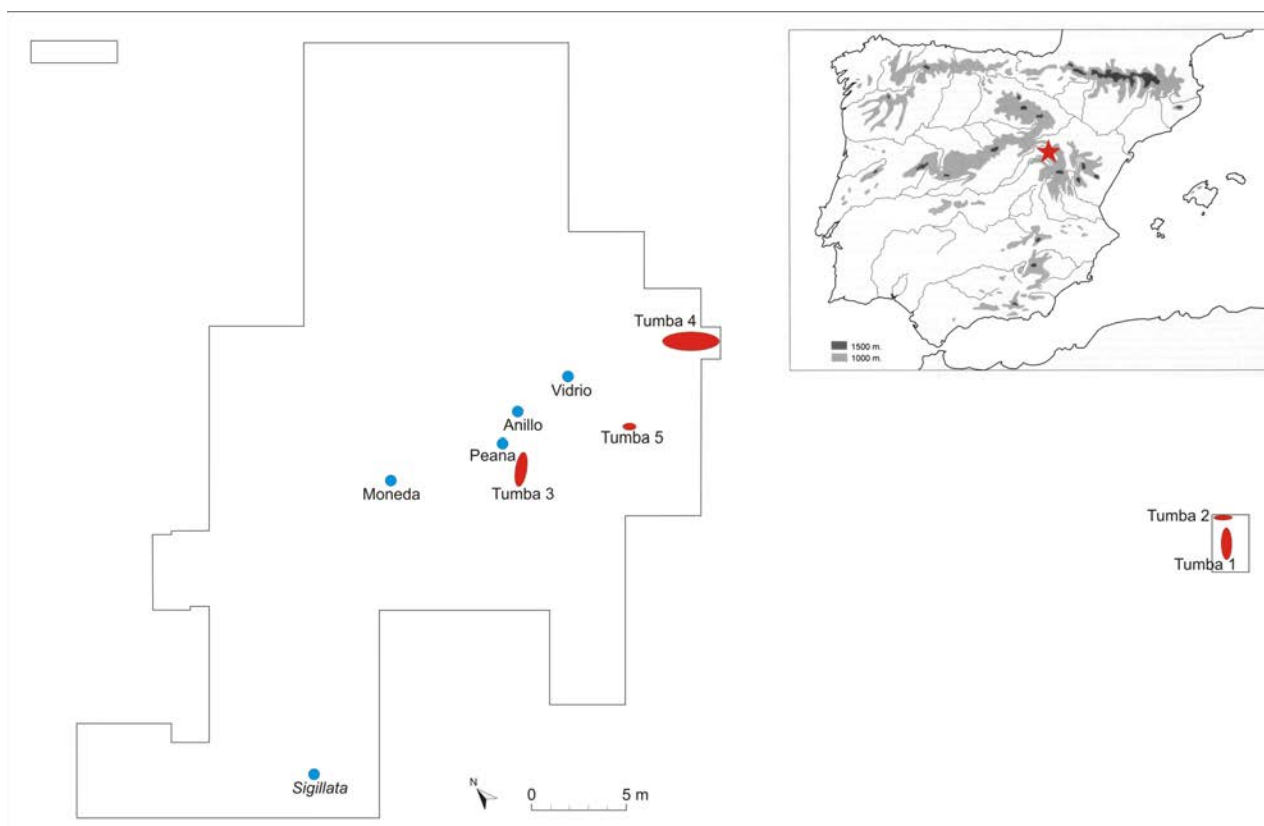 1500 m.
1000 m.
Tumba 4
Vidrio
Anillo
Tumba 5
Peana
Tumba 3
Moneda
Tumba 2
Tumba 1
Sigillata
N
0 5 m